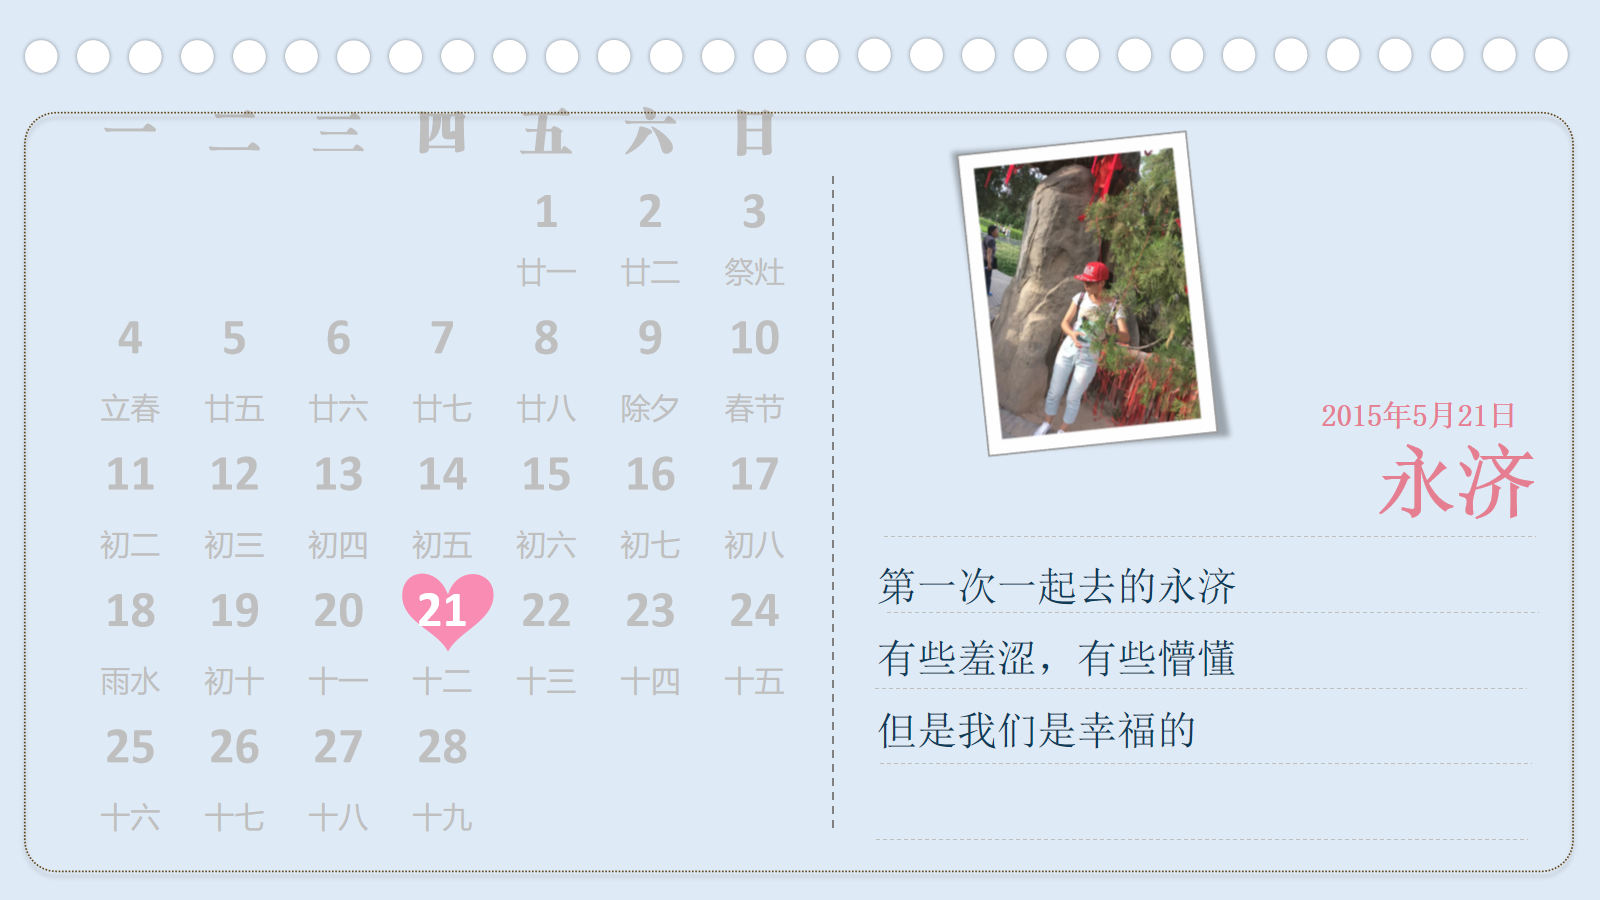 一 二 三 四 五 六 日
1 2 3
廿一 廿二 祭灶
4 5 6 7 8 9 10
立春 廿五 廿六 廿七 廿八 除夕 春节
11 12 13 14 15 16 17
初二 初三 初四 初五 初六 初七 初八
18 19 20 21 22 23 24
雨水 初十 十一 十二 十三 十四 十五
25 26 27 28
十六 十七 十八 十九
2015年5月21日
永济
第一次一起去的永济
有些羞涩，有些懵懂
但是我们是幸福的